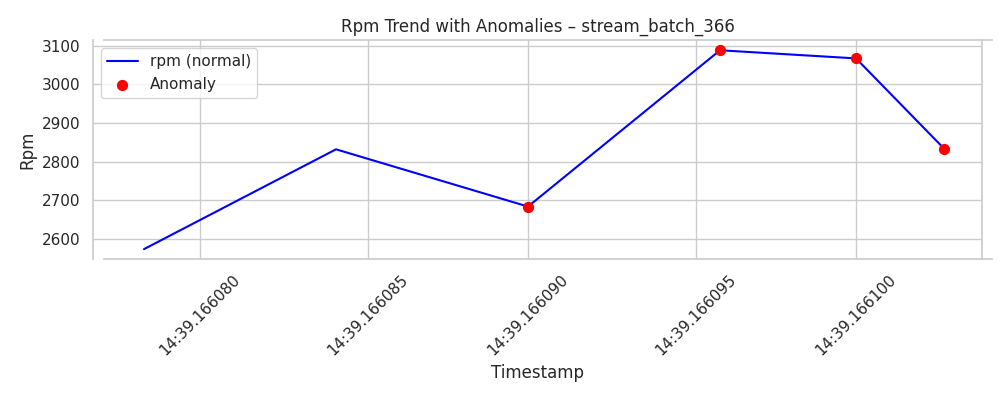 Rpm Trend with Anomalies – stream_batch_366
rpm (normal)
Anomaly
Rpm
3100
3000
2900
2800
2700
2600
14:39.166080
14:39.166085
14:39.166090
14:39.166095
14:39.166100
Timestamp